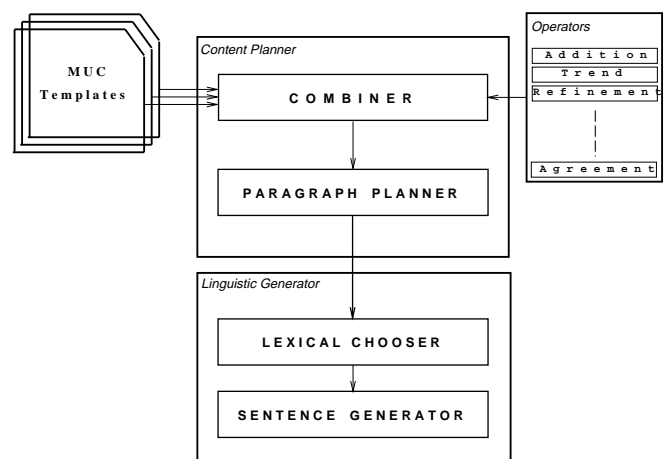 MUC
Templates
Content Planner
COMBINER
PARAGRAPH PLANNER
Operators
Addition
Trend
Refinement
Agreement
Linguistic Generator
LEXICAL CHOOSER
SENTENCE GENERATOR